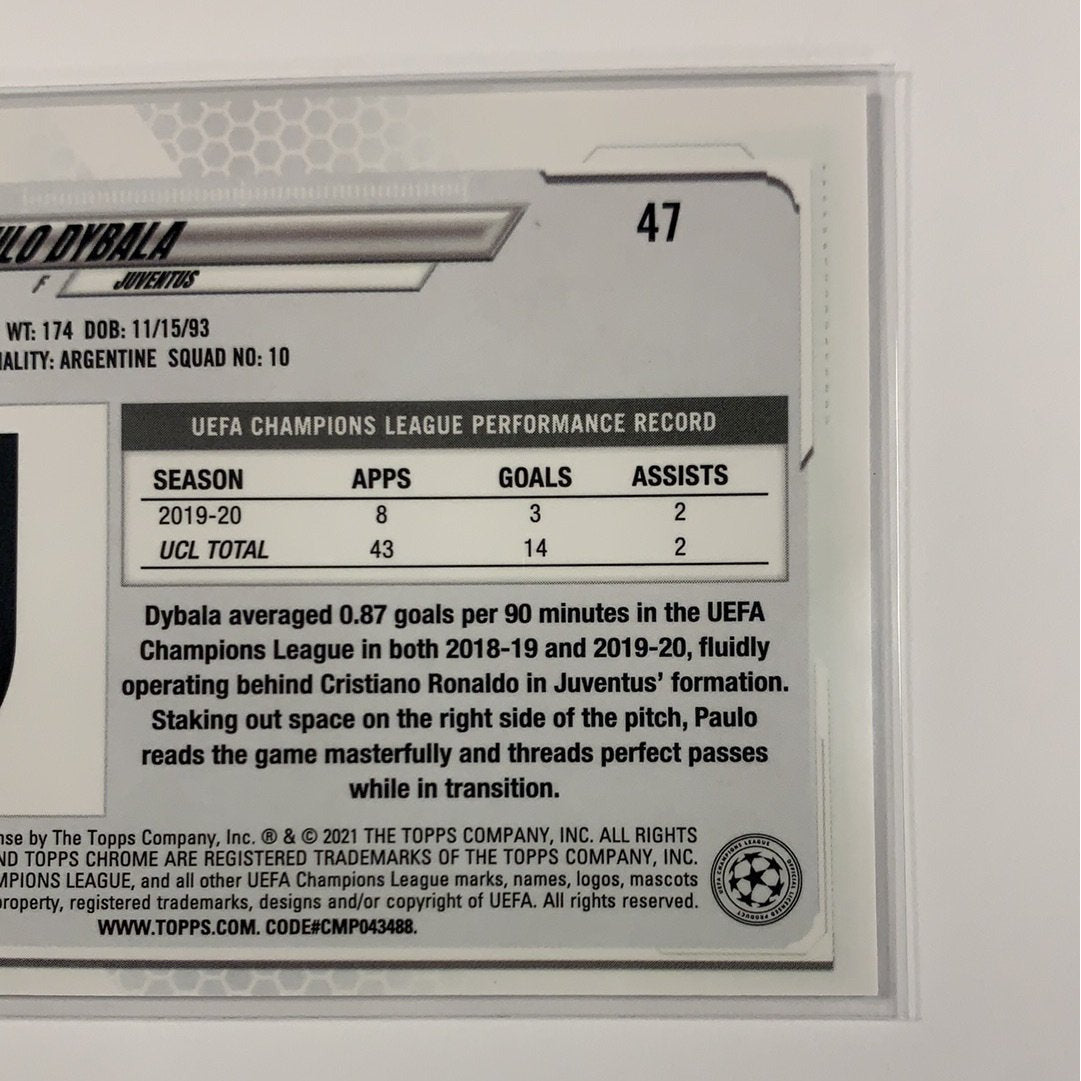 DYBALA
F JUVENTUS
47
WT: 174 DOB: 11/15/93
ARGENTINE SQUAD NO: 10
UEFA CHAMPIONS LEAGUE PERFORMANCE RECORD
SEASON APPS GOALS ASSISTS
2019-20 8 3 2
UCL TOTAL 43 14 2
Dybala averaged 0.87 goals per 90 minutes in the UEFA
Champions League in both 2018-19 and 2019-20, fluidly
operating behind Cristiano Ronaldo in Juventus’ formation.
Staking out space on the right side of the pitch, Paulo
reads the game masterfully and threads perfect passes
while in transition.
by The Topps Company, Inc. ® & © 2021 THE TOPPS COMPANY, INC. ALL RIGHTS
TOPPS CHROME ARE REGISTERED TRADEMARKS OF THE TOPPS COMPANY, INC.
LEAGUE, and all other UEFA Champions League marks, names, logos, mascots
property, registered trademarks, designs and/or copyright of UEFA. All rights reserved.
WWW.TOPPS.COM. CODE#CMP043488.
UEFA CHAMPIONS LEAGUE OFFICIAL LICENSED PRODUCT